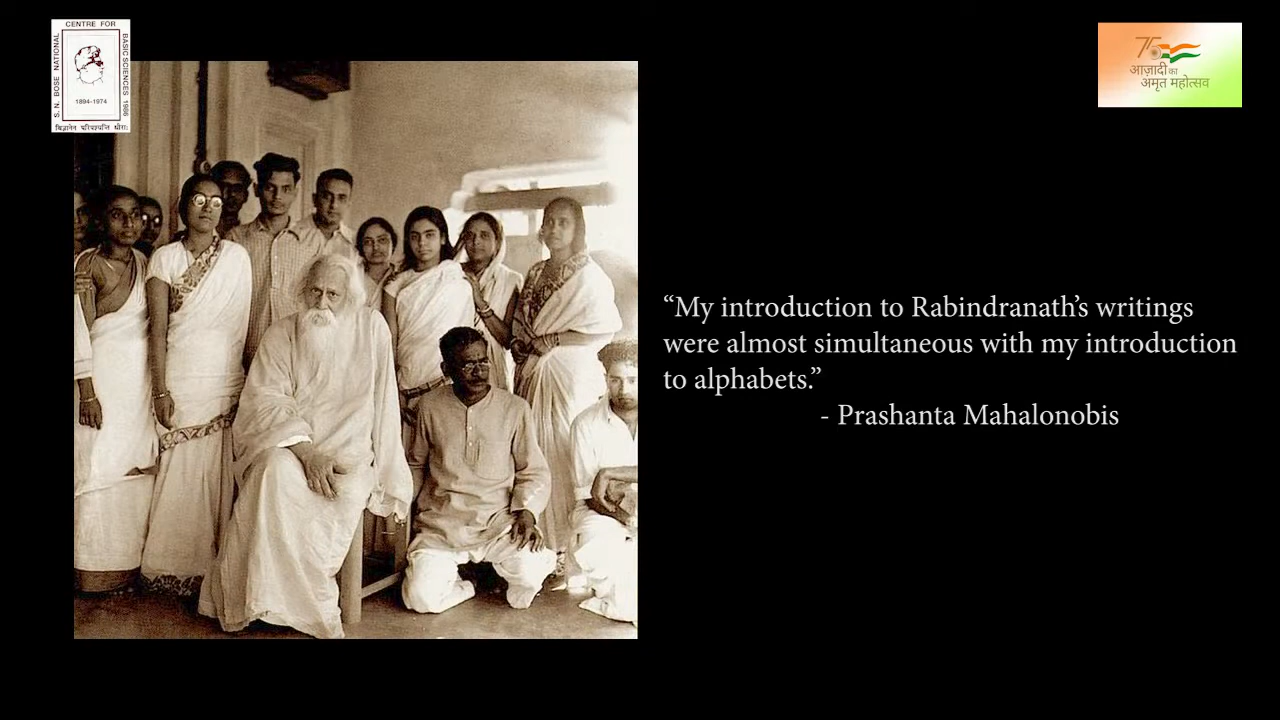 CENTRE FOR
S. N. BOSE NATIONAL
BASIC SCIENCES 1986
1894-1974
75
आज़ादी का
अमृत महोत्सव
“My introduction to Rabindranath’s writings
were almost simultaneous with my introduction
to alphabets.”
- Prashanta Mahalonobis